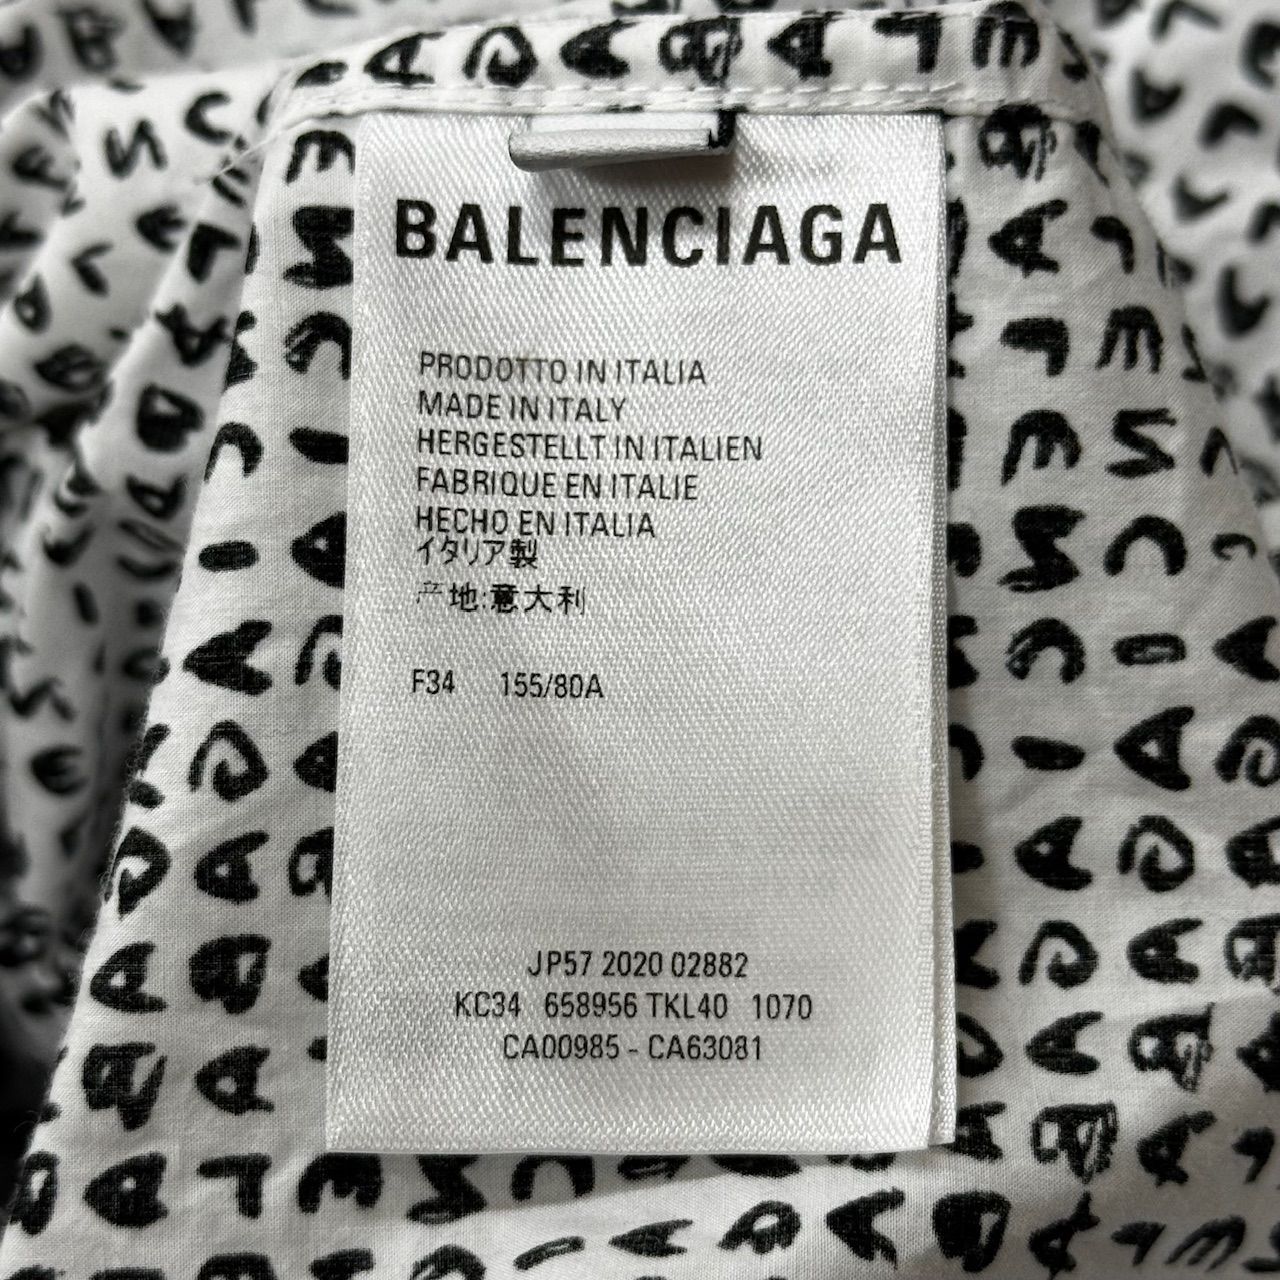 BALENCIAGA
PRODOTTO IN ITALIA
MADE IN ITALY
HERGESTELLT IN ITALIEN
FABRIQUE EN ITALIE
HECHO EN ITALIA
イタリア製
产地:意大利
F34 155/80A
JP57 2020 02882
KC34 658956 TKL40 1070
CA00985 - CA63081